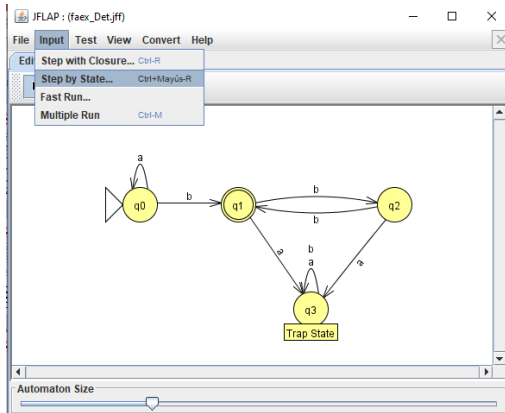 JFLAP : (faex_Det.jff)
File Input Test View Convert Help
Step with Closure... Ctrl-R
Step by State... Ctrl+Mayús-R
Fast Run...
Multiple Run Ctrl-M
a
b
q0
q1
b
b
q2
a
b
a
a
q3
Trap State
Automaton Size